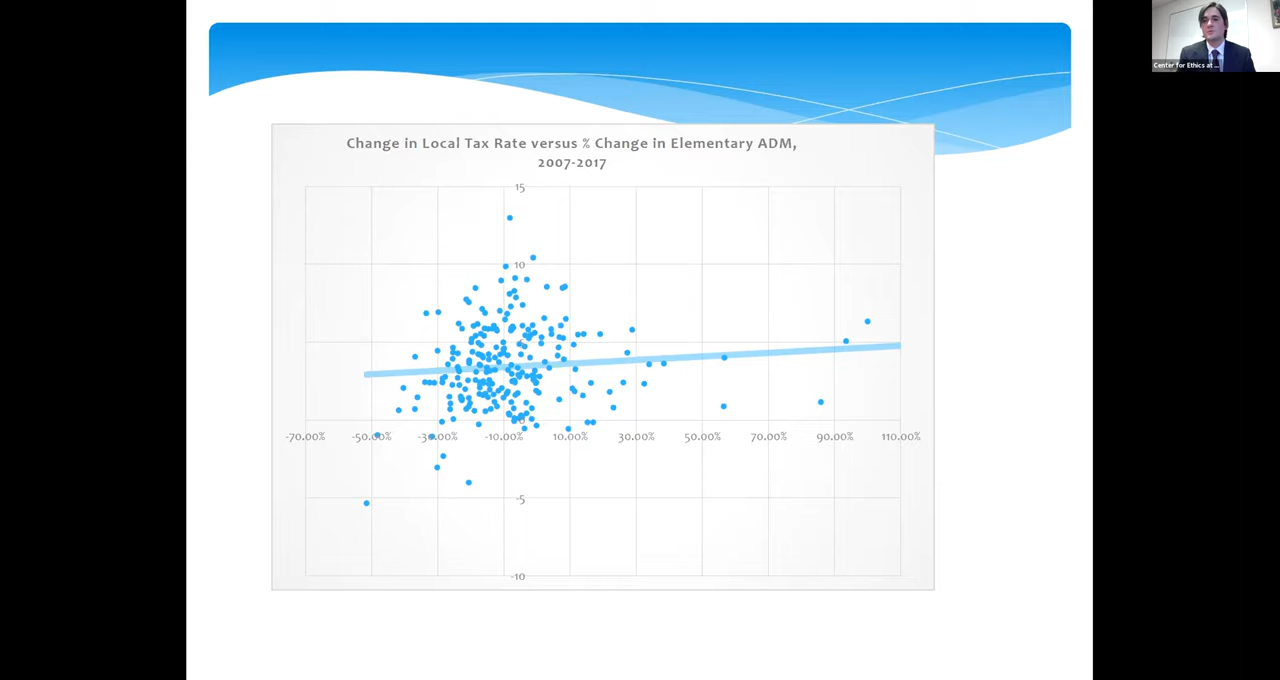 Center for Ethics at ...
Change in Local Tax Rate versus % Change in Elementary ADM,
2007-2017
15
10
5
0
-70.00% -50.00% -30.00% -10.00% 10.00% 30.00% 50.00% 70.00% 90.00% 110.00%
-5
-10